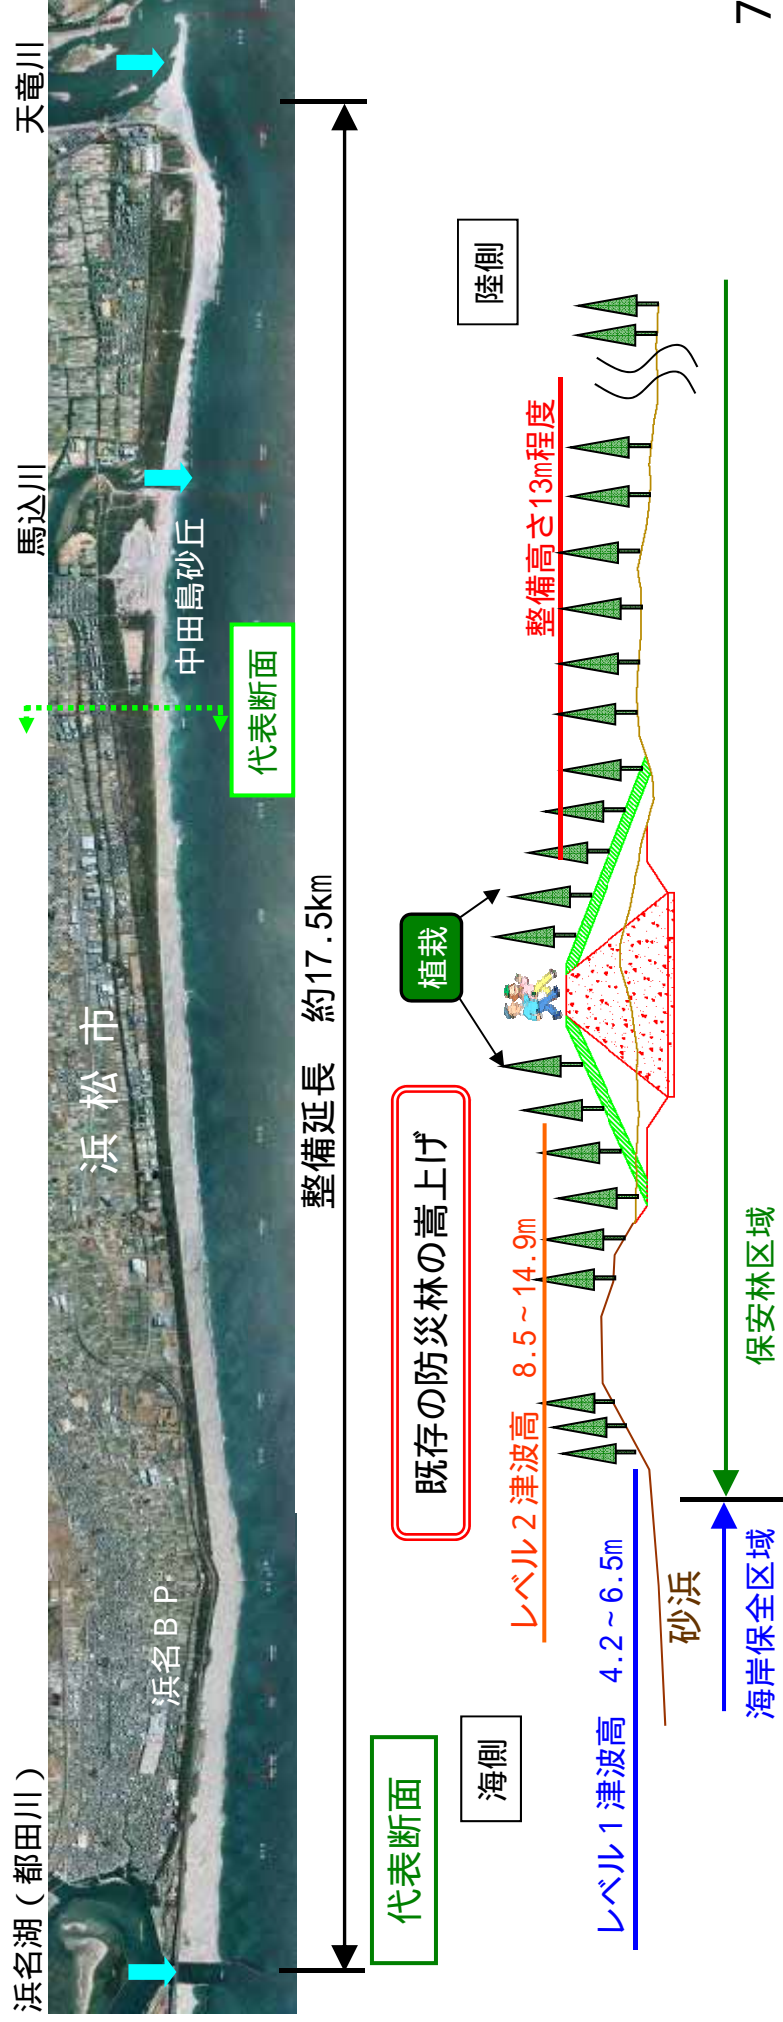 浜名湖（都田川）
馬込川
天竜川
浜松市
浜名ＢＰ
中田島砂丘
代表断面
整備延長　約17.5km
代表断面
既存の防災林の嵩上げ
植栽
海側
陸側
レベル２津波高　8.5～14.9m
整備高さ13m程度
レベル１津波高　4.2～6.5m
砂浜
海岸保全区域
保安林区域
7